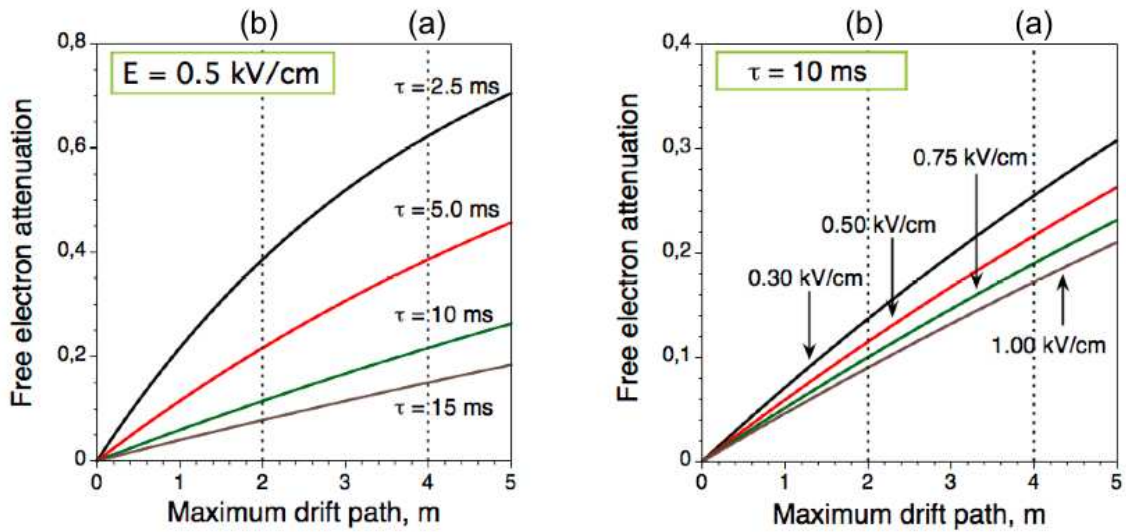 (b) (a)
0,8
E = 0.5 kV/cm
τ = 2.5 ms
0,6
τ = 5.0 ms
0,4
τ = 10 ms
0,2
τ = 15 ms
0
0 1 2 3 4 5
Free electron attenuation
Maximum drift path, m
(b) (a)
0,4
τ = 10 ms
0,3
0.75 kV/cm
0.50 kV/cm
0,2
0.30 kV/cm
1.00 kV/cm
0,1
0
0 1 2 3 4 5
Free electron attenuation
Maximum drift path, m